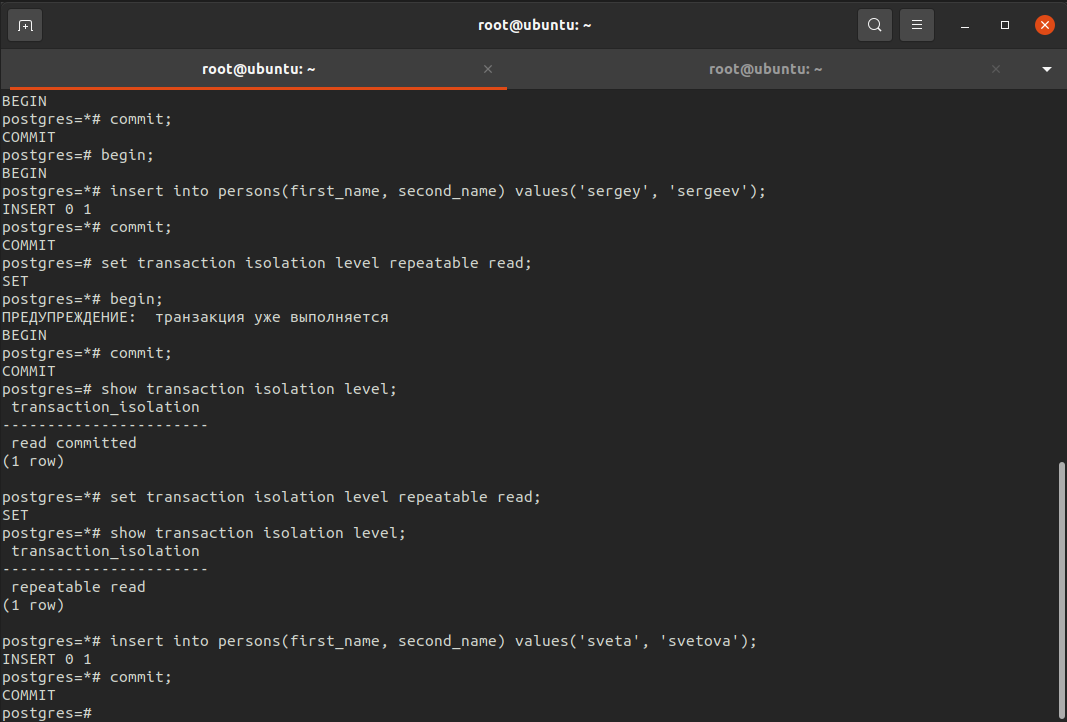 root@ubuntu: ~
root@ubuntu: ~
root@ubuntu: ~
BEGIN
postgres=*# commit;
COMMIT
postgres=# begin;
BEGIN
postgres=*# insert into persons(first_name, second_name) values('sergey', 'sergeev');
INSERT 0 1
postgres=*# commit;
COMMIT
postgres=# set transaction isolation level repeatable read;
SET
postgres=*# begin;
ПРЕДУПРЕЖДЕНИЕ:  транзакция уже выполняется
BEGIN
postgres=*# commit;
COMMIT
postgres=# show transaction isolation level;
 transaction_isolation
-----------------------
 read committed
(1 row)

postgres=*# set transaction isolation level repeatable read;
SET
postgres=*# show transaction isolation level;
 transaction_isolation
-----------------------
 repeatable read
(1 row)

postgres=*# insert into persons(first_name, second_name) values('sveta', 'svetova');
INSERT 0 1
postgres=*# commit;
COMMIT
postgres=#